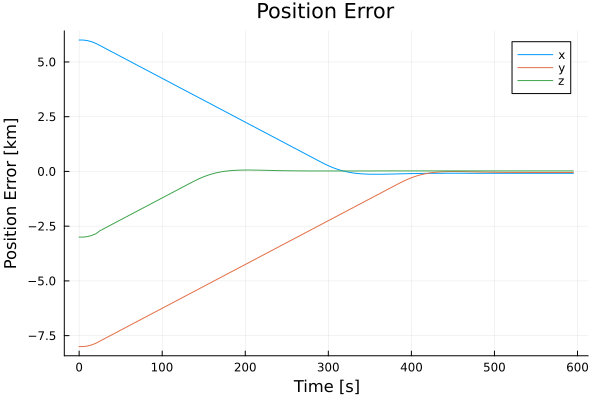 Position Error
Position Error [km]
5.0
2.5
0.0
−2.5
−5.0
−7.5
x
y
z
0 100 200 300 400 500 600
Time [s]